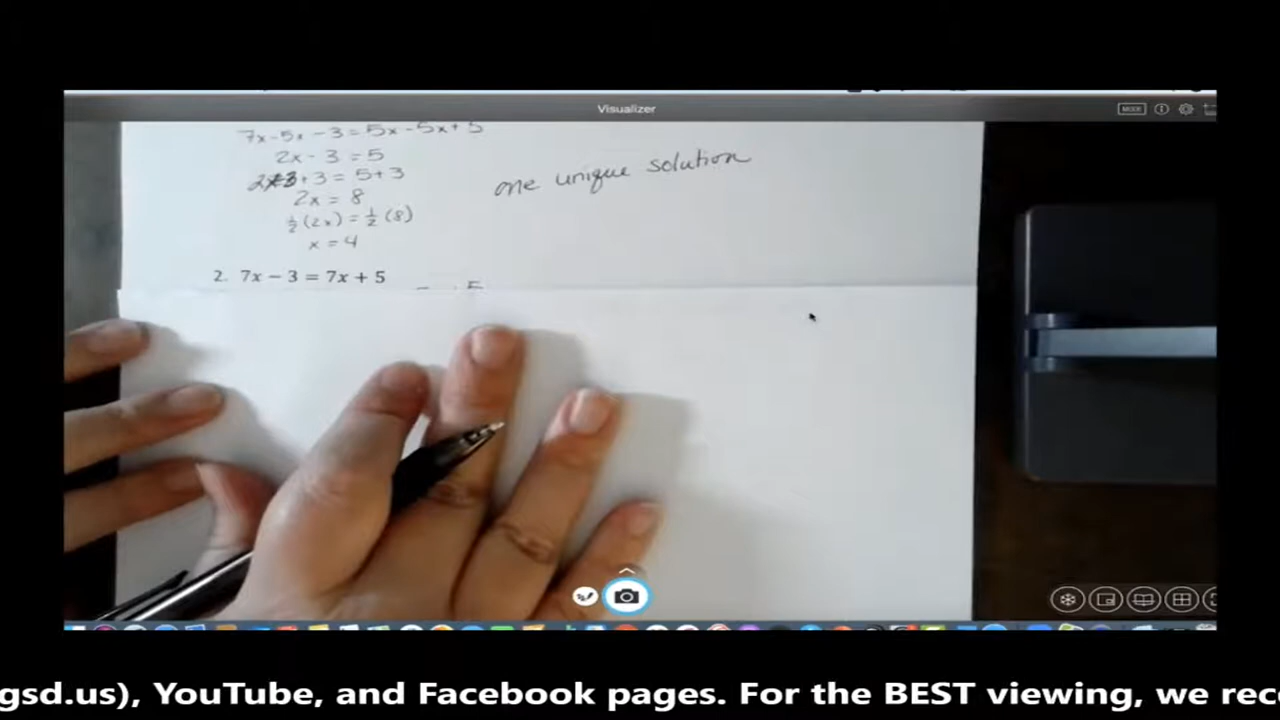 Visualizer
MODE
7x-5x-3=5x-5x+5
2x-3=5
+3=5+3
2x=8
½(2x)=½(8)
x=4
one unique solution
2. 7x − 3 = 7x + 5
gsd.us), YouTube, and Facebook pages. For the BEST viewing, we rec